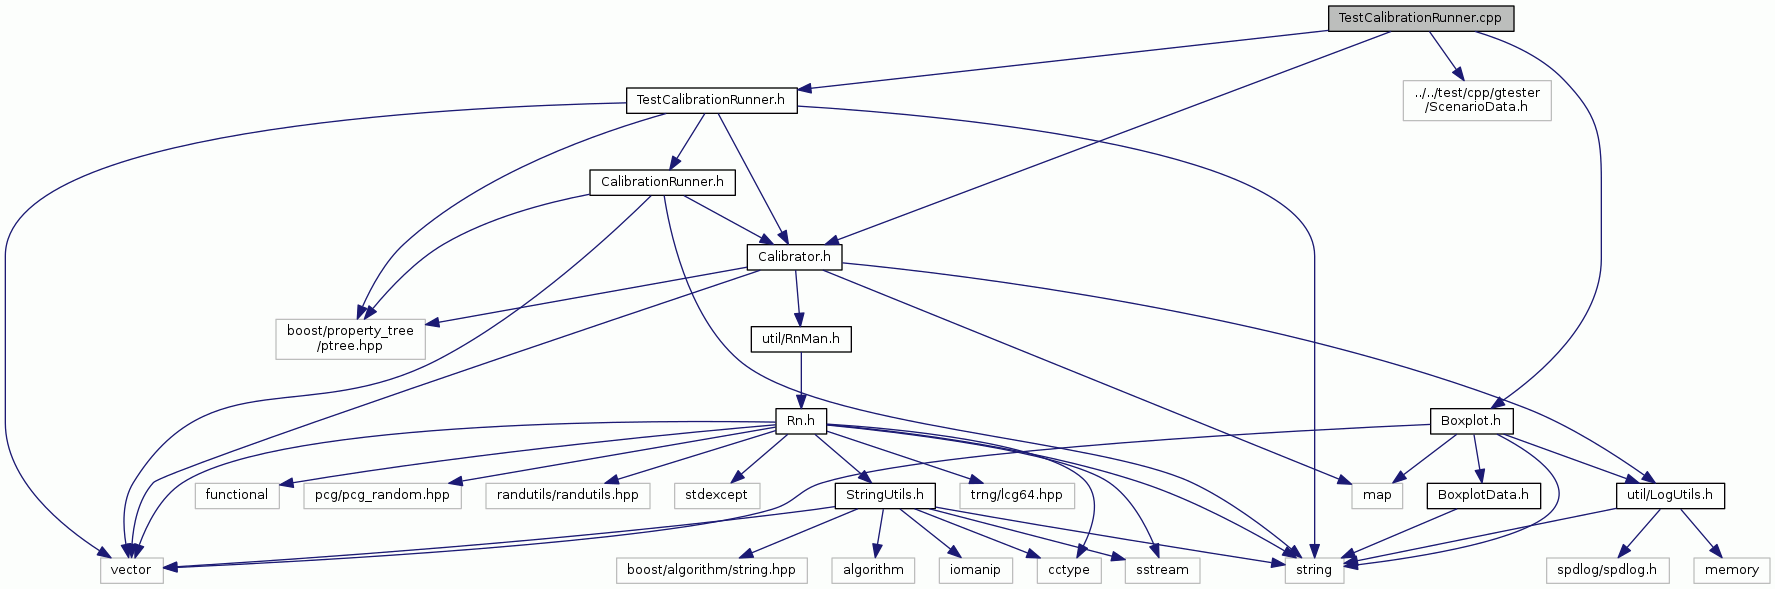 TestCalibrationRunner.cpp
TestCalibrationRunner.h
../../test/cpp/gtester
/ScenarioData.h
CalibrationRunner.h
Calibrator.h
boost/property_tree
/ptree.hpp
util/RnMan.h
Rn.h
Boxplot.h
functional
pcg/pcg_random.hpp
randutils/randutils.hpp
stdexcept
StringUtils.h
trng/lcg64.hpp
map
BoxplotData.h
util/LogUtils.h
vector
boost/algorithm/string.hpp
algorithm
iomanip
cctype
sstream
string
spdlog/spdlog.h
memory